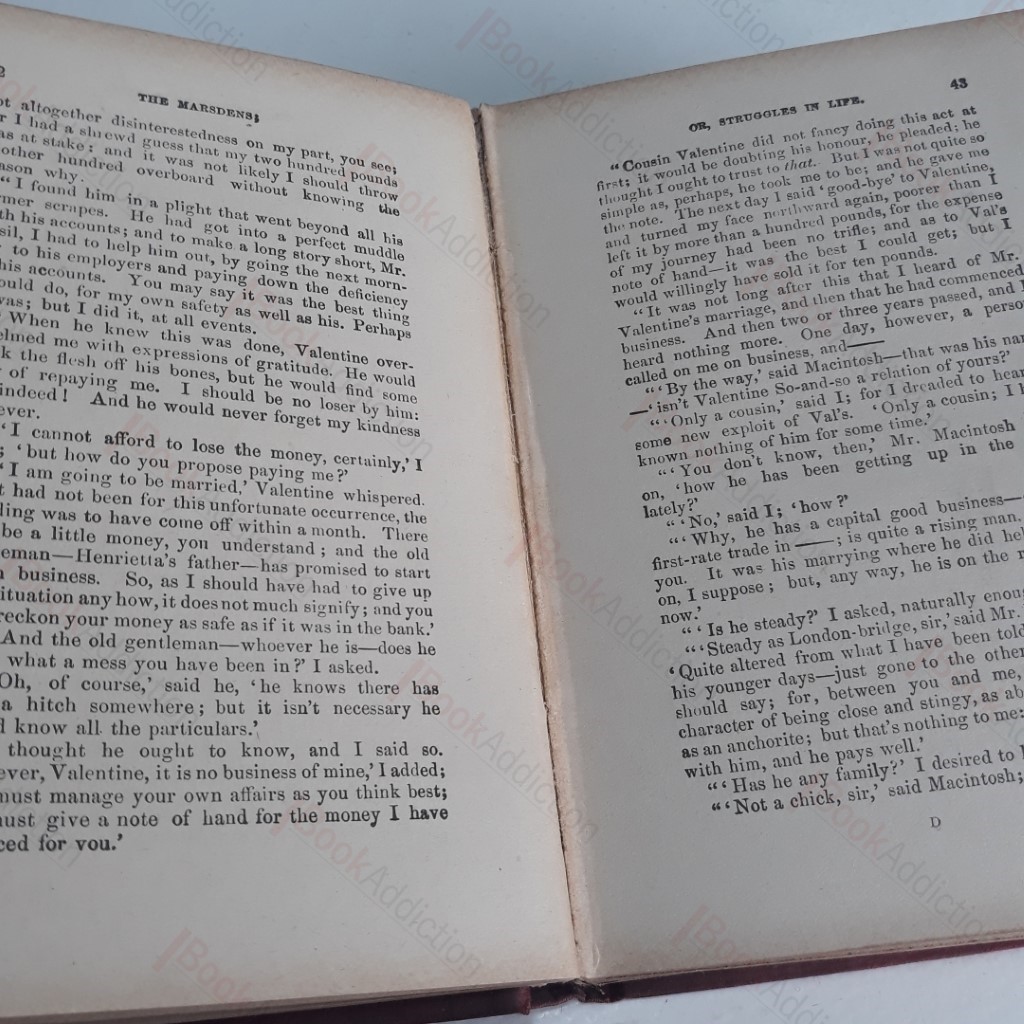 2
THE MARSDENS;
altogether disinterestedness on my part, you see;
I had a shrewd guess that my two hundred pounds
at stake: and it was not likely I should throw
other hundred overboard without knowing the
why.
"I found him in a plight that went beyond all his
scrapes. He had got into a perfect muddle
his accounts; and to make a long story short, Mr.
I had to help him out, by going the next morn-
to his employers and paying down the deficiency
his accounts. You may say it was the best thing
do, for my own safety as well as his. Perhaps
but I did it, at all events.
When he knew this was done, Valentine over-
me with expressions of gratitude. He would
the flesh off his bones, but he would find some
of repaying me. I should be no loser by him:
indeed! And he would never forget my kindness
'I cannot afford to lose the money, certainly,' I
'but how do you propose paying me?'
'I am going to be married,' Valentine whispered.
had not been for this unfortunate occurrence, the
was to have come off within a month. There
be a little money, you understand; and the old
—Henrietta's father—has promised to start
business. So, as I should have had to give up
any how, it does not much signify; and you
reckon your money as safe as if it was in the bank.'
And the old gentleman—whoever he is—does he
what a mess you have been in?' I asked.
Oh, of course,' said he, 'he knows there has
a hitch somewhere; but it isn't necessary he
know all the particulars.'
thought he ought to know, and I said so.
Valentine, it is no business of mine,' I added;
must manage your own affairs as you think best;
must give a note of hand for the money I have
for you.'
OR, STRUGGLES IN LIFE.
43
"Cousin Valentine did not fancy doing this act at
first; it would be doubting his honour, he pleaded; he
thought I ought to trust to that. But I was not quite so
simple as, perhaps, he took me to be; and he gave me
the note. The next day I said 'good-bye' to Valentine,
and turned my face northward again, poorer than I
left it by more than a hundred pounds, for the expense
of my journey had been no trifle; and as to Val's
note of hand—it was the best I could get; but I
would willingly have sold it for ten pounds.
"It was not long after this that I heard of Mr.
Valentine's marriage, and then that he had commenced
business. And then two or three years passed, and I
heard nothing more. One day, however, a
called on me on business, and——
"'By the way,' said Macintosh—that was his
—'isn't Valentine So-and-so a relation of yours?'
"'Only a cousin,' said I; for I dreaded to hear
some new exploit of Val's. 'Only a cousin; I
known nothing of him for some time.'
"'You don't know, then,' Mr. Macintosh
on, 'how he has been getting up in the
lately?'
"'No,' said I; 'how?'
"'Why, he has a capital good business—
first-rate trade in ——; is quite a rising man.
you. It was his marrying where he did
on, I suppose; but, any way, he is on the
now.'
"'Is he steady?' I asked, naturally
"'Steady as London-bridge, sir,' said Mr.
'Quite altered from what I have been told
his younger days—just gone to the other
should say; for, between you and me,
character of being close and stingy, as
as an anchorite; but that's nothing to me:
with him, and he pays well.'
"'Has he any family?' I desired to
"'Not a chick, sir,' said Macintosh;
D
BookAddiction